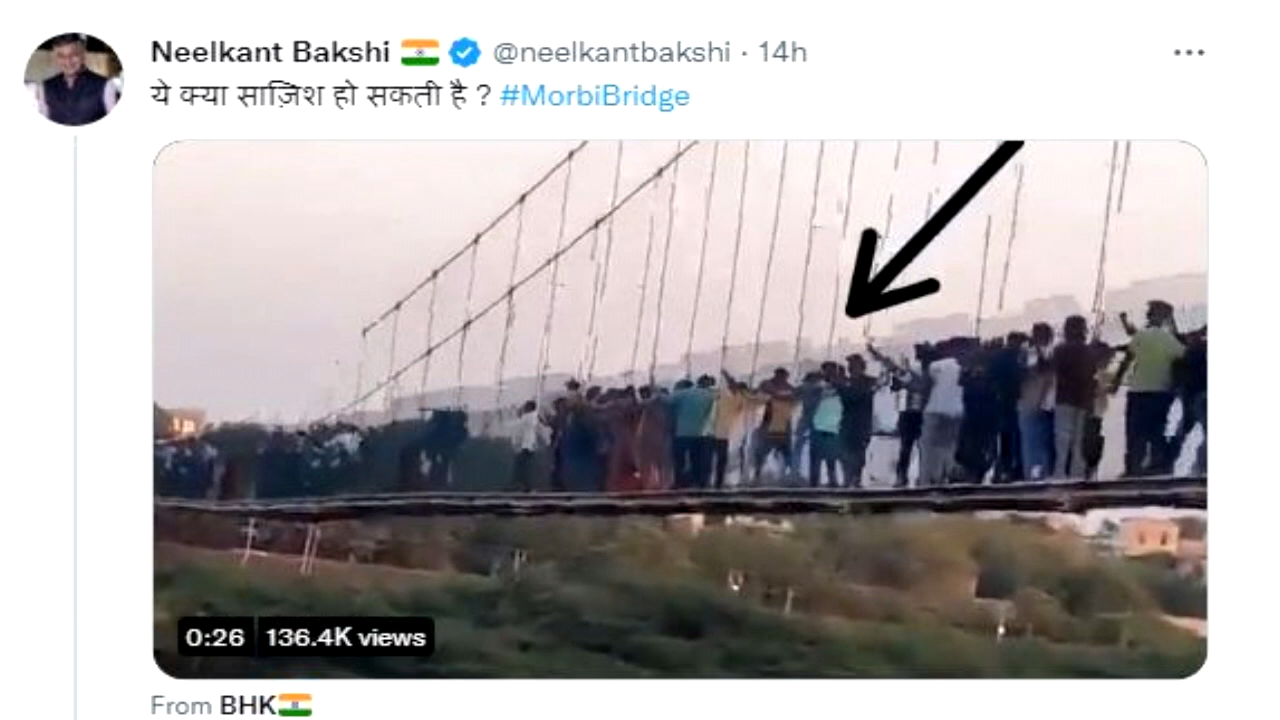 Neelkant Bakshi 🇮🇳 @neelkantbakshi · 14h
ये क्या साज़िश हो सकती है ? #MorbiBridge
0:26 136.4K views
From BHK🇮🇳